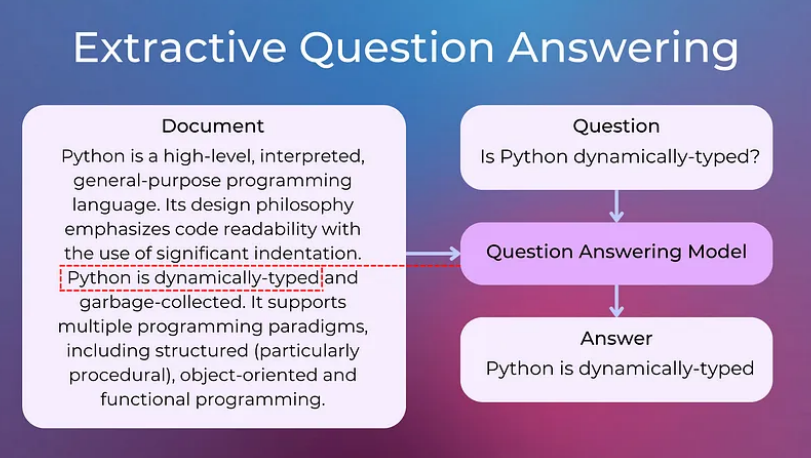 Extractive Question Answering
Document
Python is a high-level, interpreted,
general-purpose programming
language. Its design philosophy
emphasizes code readability with
the use of significant indentation.
Python is dynamically-typed and
garbage-collected. It supports
multiple programming paradigms,
including structured (particularly
procedural), object-oriented and
functional programming.
Question
Is Python dynamically-typed?
Question Answering Model
Answer
Python is dynamically-typed